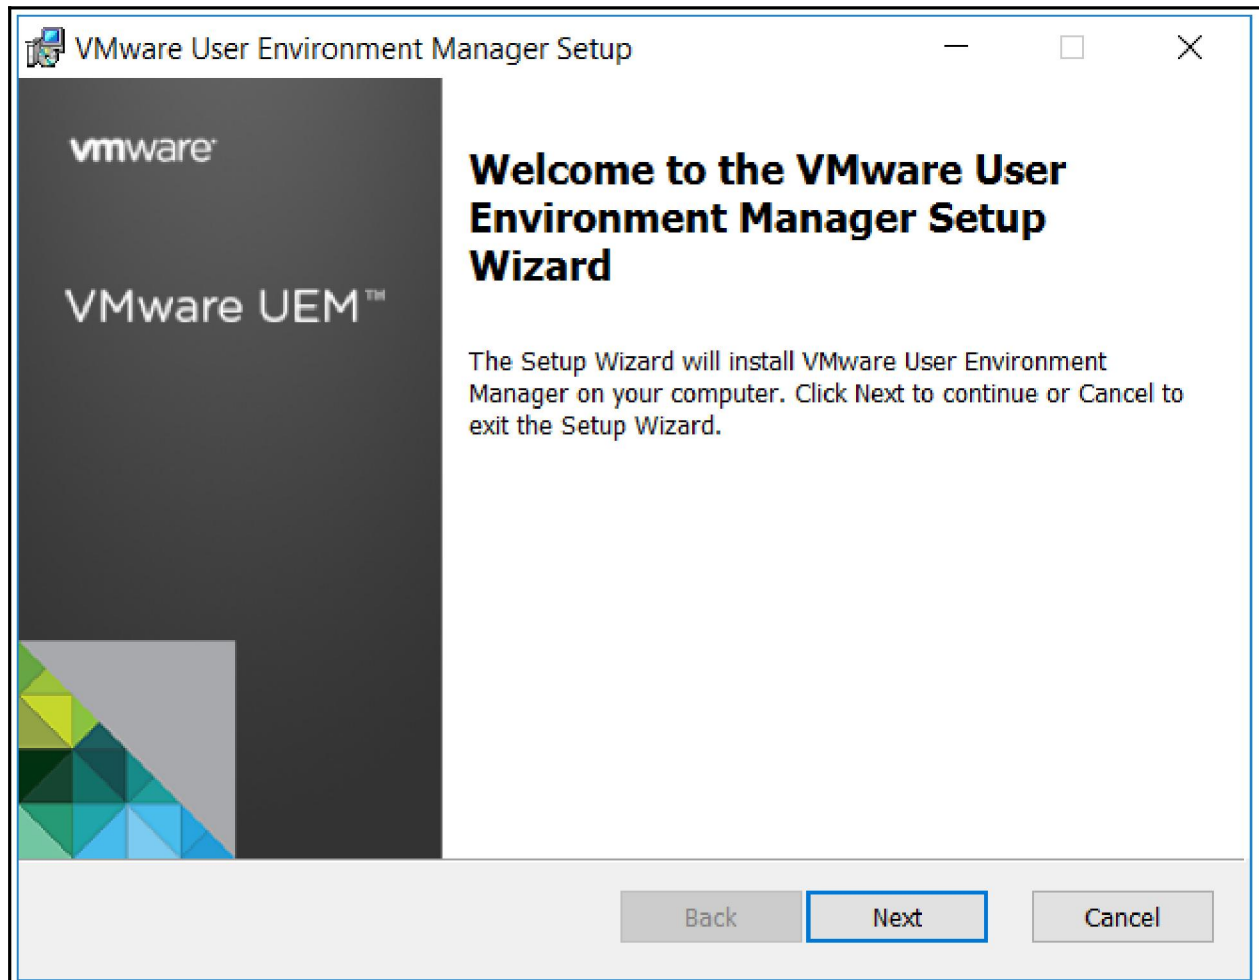 VMware User Environment Manager Setup
vmware
VMware UEM™
Welcome to the VMware User
Environment Manager Setup
Wizard
The Setup Wizard will install VMware User Environment
Manager on your computer. Click Next to continue or Cancel to
exit the Setup Wizard.
Back
Next
Cancel